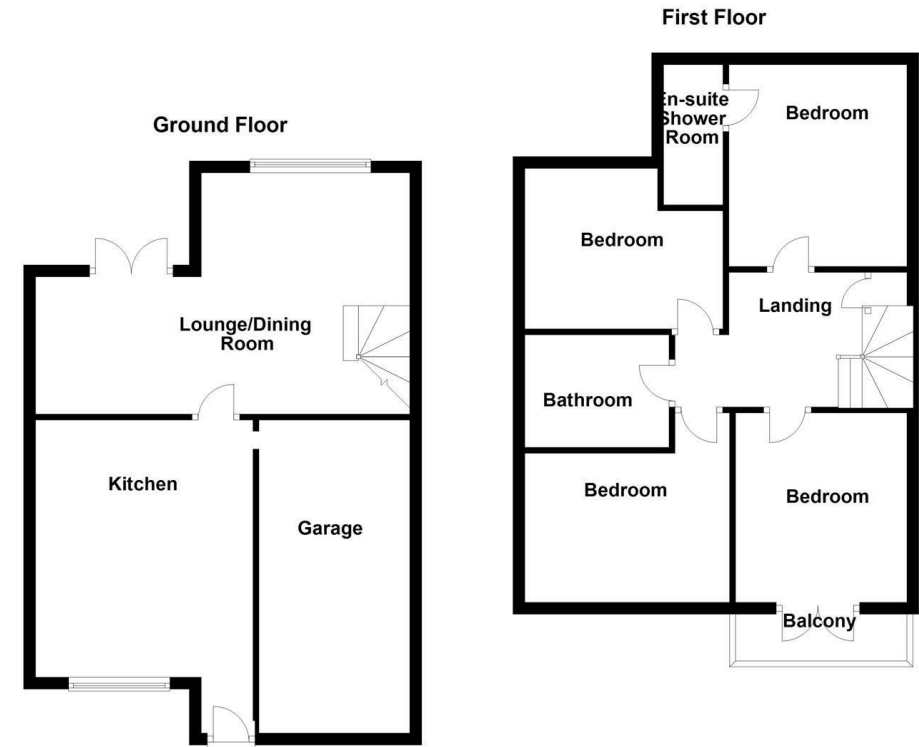 First Floor
Ground Floor
En-suite
Shower
Room
Bedroom
Bedroom
Lounge/Dining
Room
Landing
Bathroom
Kitchen
Bedroom
Bedroom
Garage
Balcony